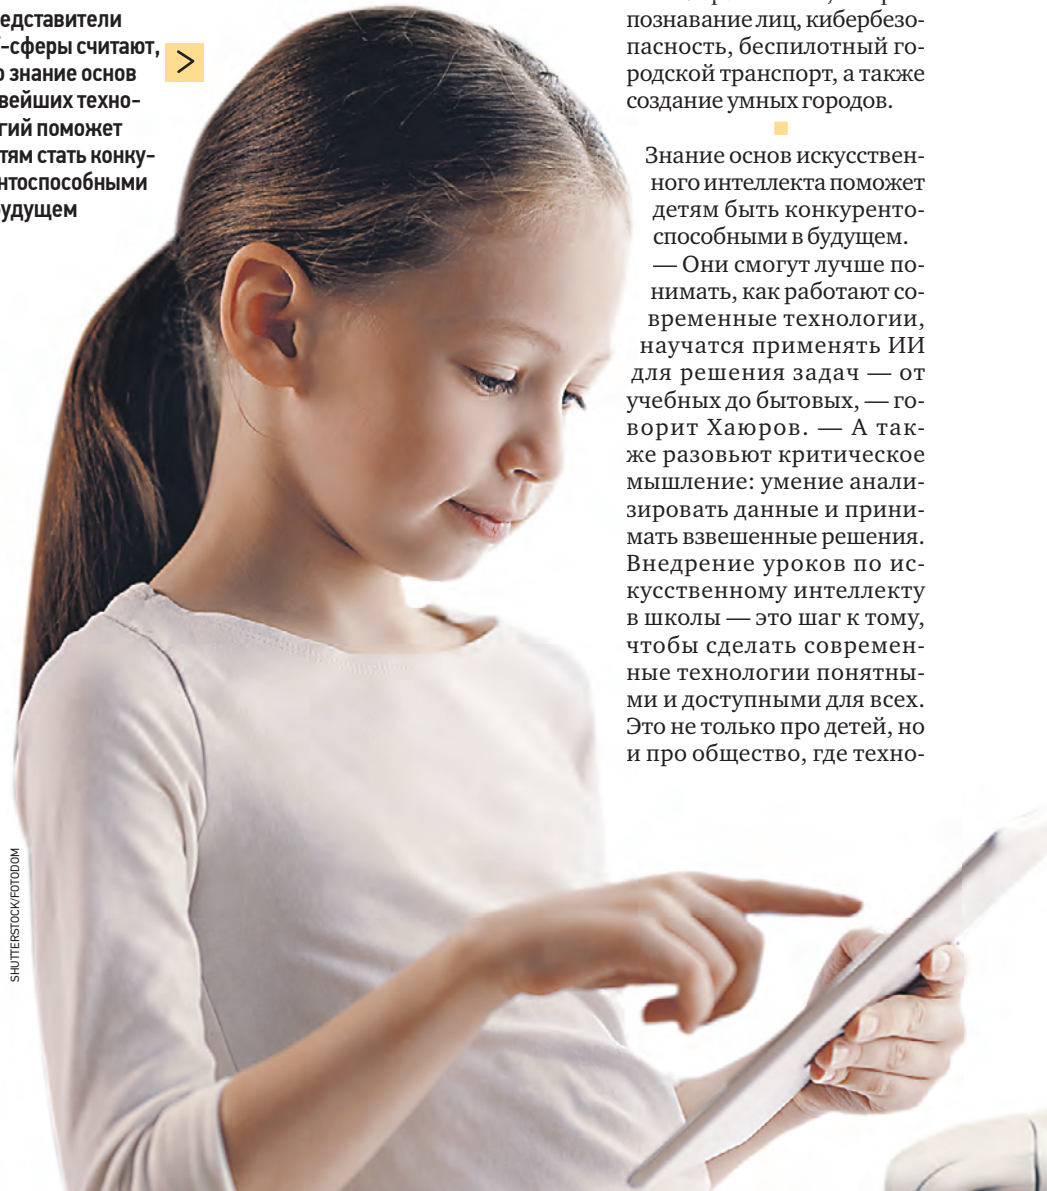 едставители
-сферы считают,
о знание основ
вейших техно-
гий поможет
тям стать конку-
нтоспособными
удущем
познавание лиц, кибербезо-
пасность, беспилотный го-
родской транспорт, а также
создание умных городов.
Знание основ искусствен-
ного интеллекта поможет
детям быть конкуренто-
способными в будущем.
— Они смогут лучше по-
нимать, как работают со-
временные технологии,
научатся применять ИИ
для решения задач — от
учебных до бытовых, — го-
ворит Хаюров. — А так-
же разовьют критическое
мышление: умение анали-
зировать данные и прини-
мать взвешенные решения.
Внедрение уроков по ис-
кусственному интеллекту
в школы — это шаг к тому,
чтобы сделать современ-
ные технологии понятны-
ми и доступными для всех.
Это не только про детей, но
и про общество, где техно-
SHUTTERSTOCK/FOTODOM